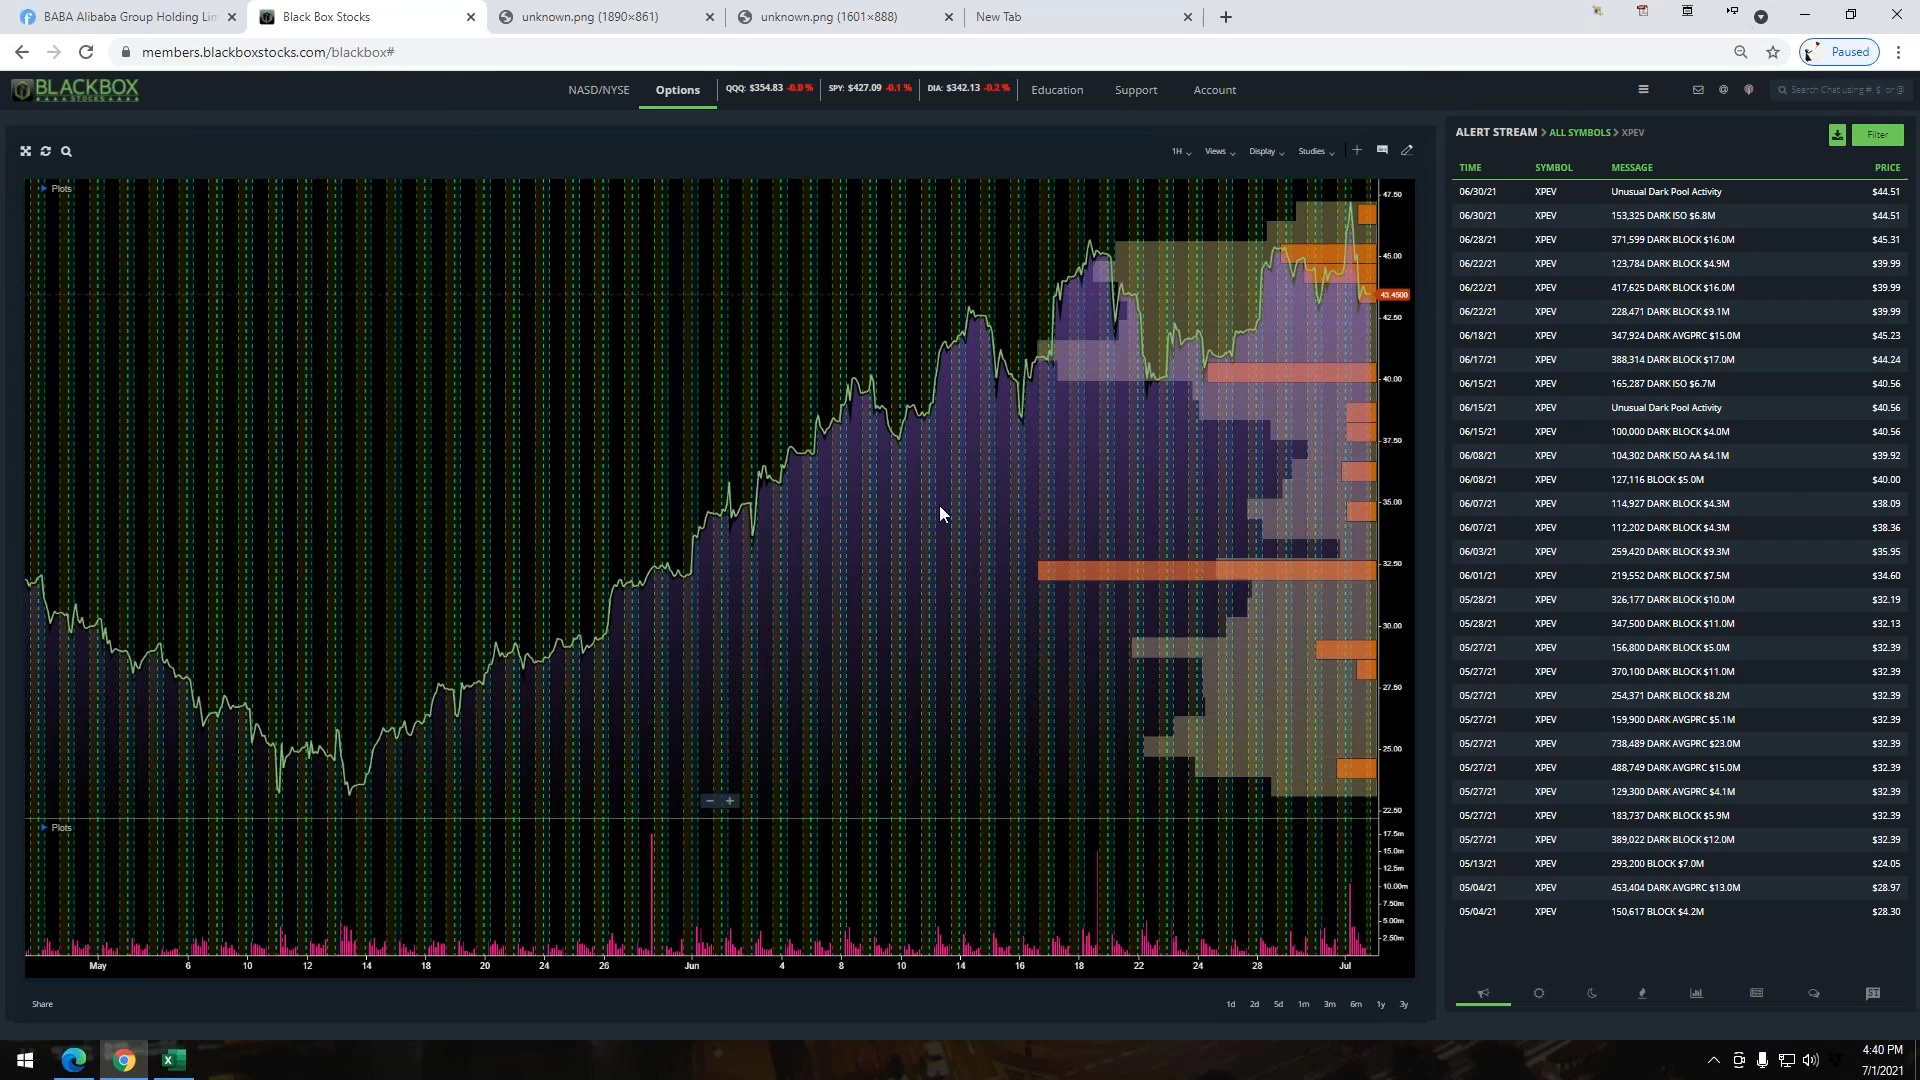 BABA Alibaba Group Holding Lim
Black Box Stocks
unknown.png (1890×861)
unknown.png (1601×888)
New Tab
members.blackboxstocks.com/blackbox#
Paused
BLACKBOX
STOCKS
NASD/NYSE
Options
QQQ: $354.83 -0.0 %
SPY: $427.09 -0.1 %
DIA: $342.13 -0.2 %
Education
Support
Account
Search Chat using #, $, or @
1H
Views
Display
Studies
ALERT STREAM > ALL SYMBOLS > XPEV
Filter
TIME SYMBOL MESSAGE PRICE
06/30/21 XPEV Unusual Dark Pool Activity $44.51
06/30/21 XPEV 153,325 DARK ISO $6.8M $44.51
06/28/21 XPEV 371,599 DARK BLOCK $16.0M $45.31
06/22/21 XPEV 123,784 DARK BLOCK $4.9M $39.99
06/22/21 XPEV 417,625 DARK BLOCK $16.0M $39.99
06/22/21 XPEV 228,471 DARK BLOCK $9.1M $39.99
06/18/21 XPEV 347,924 DARK AVGPRC $15.0M $45.23
06/17/21 XPEV 388,314 DARK BLOCK $17.0M $44.24
06/15/21 XPEV 165,287 DARK ISO $6.7M $40.56
06/15/21 XPEV Unusual Dark Pool Activity $40.56
06/15/21 XPEV 100,000 DARK BLOCK $4.0M $40.56
06/08/21 XPEV 104,302 DARK ISO AA $4.1M $39.92
06/08/21 XPEV 127,116 BLOCK $5.0M $40.00
06/07/21 XPEV 114,927 DARK BLOCK $4.3M $38.09
06/07/21 XPEV 112,202 DARK BLOCK $4.3M $38.36
06/03/21 XPEV 259,420 DARK BLOCK $9.3M $35.95
06/01/21 XPEV 219,552 DARK BLOCK $7.5M $34.60
05/28/21 XPEV 326,177 DARK BLOCK $10.0M $32.19
05/28/21 XPEV 347,500 DARK BLOCK $11.0M $32.13
05/27/21 XPEV 156,800 DARK BLOCK $5.0M $32.39
05/27/21 XPEV 370,100 DARK BLOCK $11.0M $32.39
05/27/21 XPEV 254,371 DARK BLOCK $8.2M $32.39
05/27/21 XPEV 159,900 DARK AVGPRC $5.1M $32.39
05/27/21 XPEV 738,489 DARK AVGPRC $23.0M $32.39
05/27/21 XPEV 488,749 DARK AVGPRC $15.0M $32.39
05/27/21 XPEV 129,300 DARK AVGPRC $4.1M $32.39
05/27/21 XPEV 183,737 DARK BLOCK $5.9M $32.39
05/27/21 XPEV 389,022 DARK BLOCK $12.0M $32.39
05/13/21 XPEV 293,200 BLOCK $7.0M $24.05
05/04/21 XPEV 453,404 DARK AVGPRC $13.0M $28.97
05/04/21 XPEV 150,617 BLOCK $4.2M $28.30
Plots
47.50
45.00
43.4500
42.50
40.00
37.50
35.00
32.50
30.00
27.50
25.00
22.50
Plots
17.5m
15.0m
12.5m
10.00m
7.50m
5.00m
2.50m
May 6 10 12 14 18 20 24 26 Jun 4 8 10 14 16 18 22 24 28 Jul
Share
1d 2d 5d 1m 3m 6m 1y 3y
4:40 PM
7/1/2021